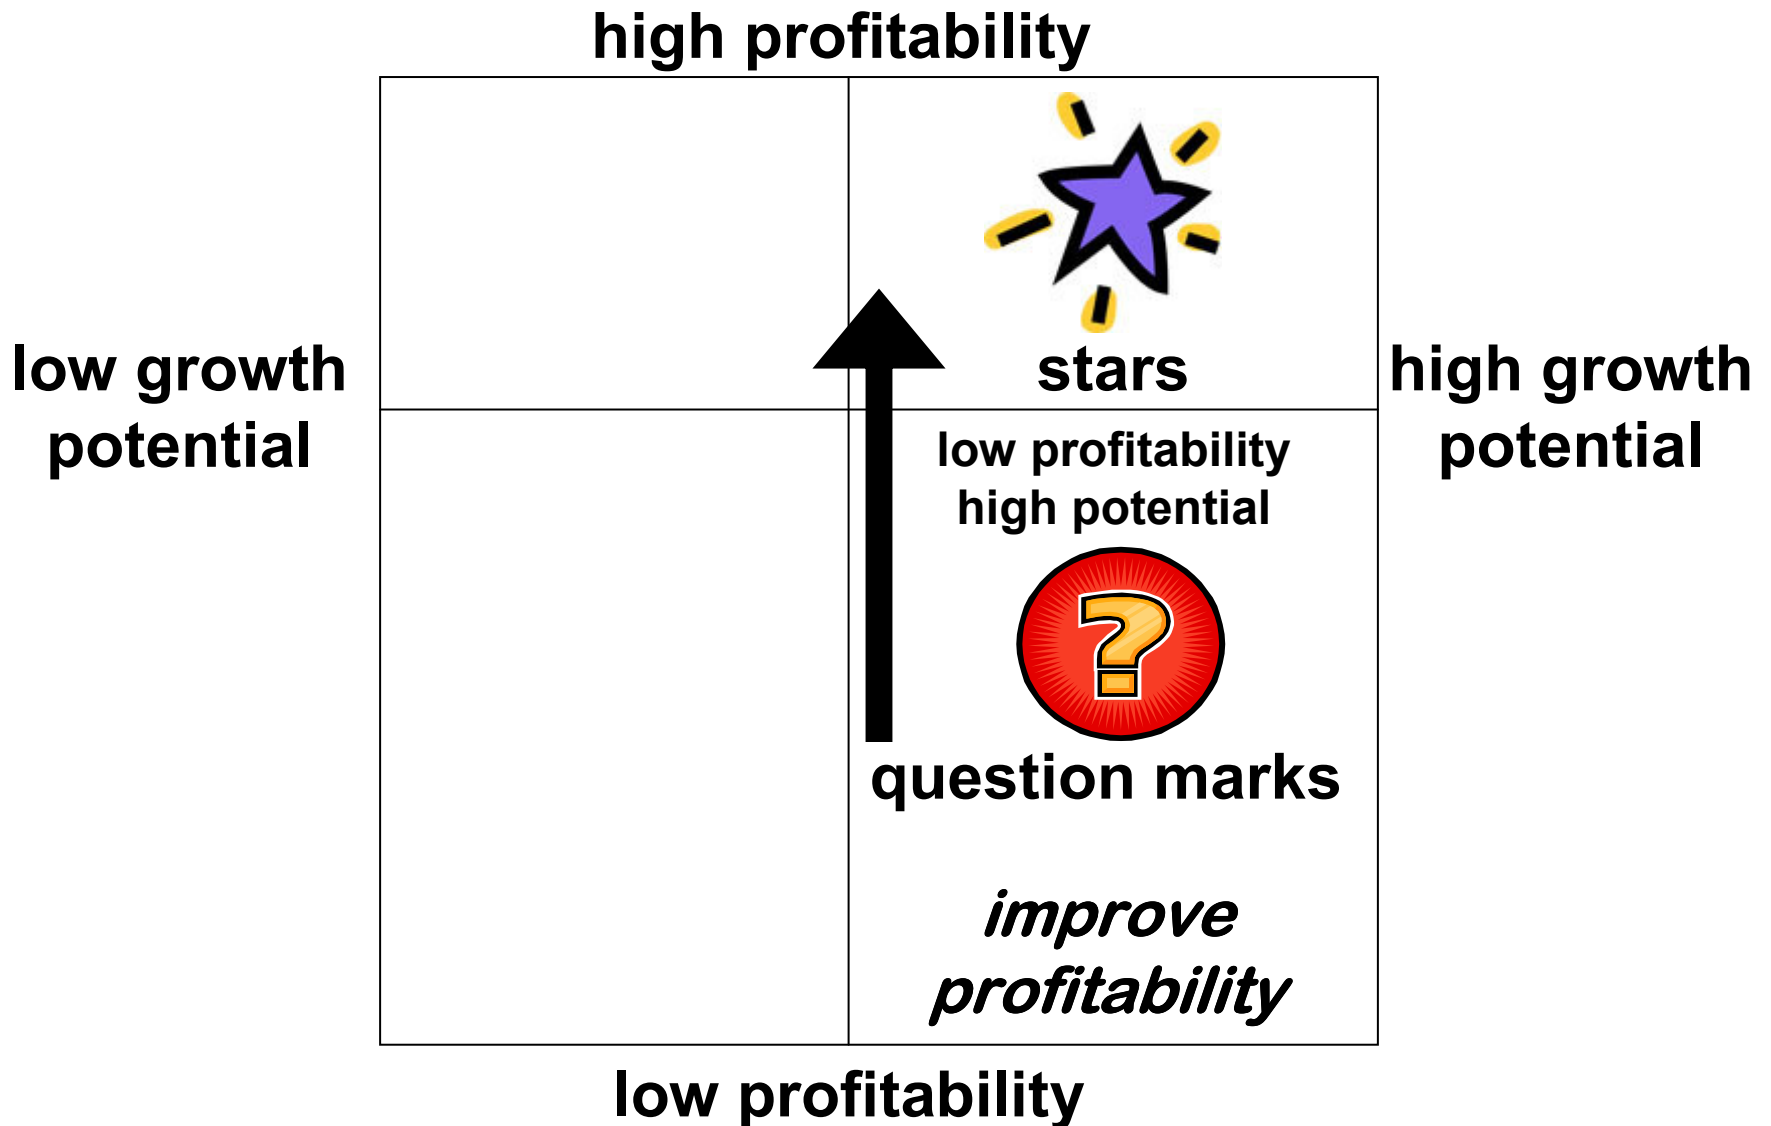 high profitability
low growth
potential
stars
high growth
potential
low profitability
high potential
?
question marks
improve
profitability
low profitability